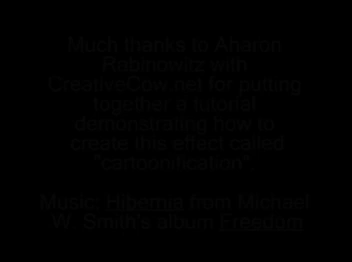 Much thanks to Aharon
Rabinowitz with
CreativeCow.net for putting
together a tutorial
demonstrating how to
create this effect called
"cartoonification".
Music: Hibernia from Michael
W. Smith's album Freedom